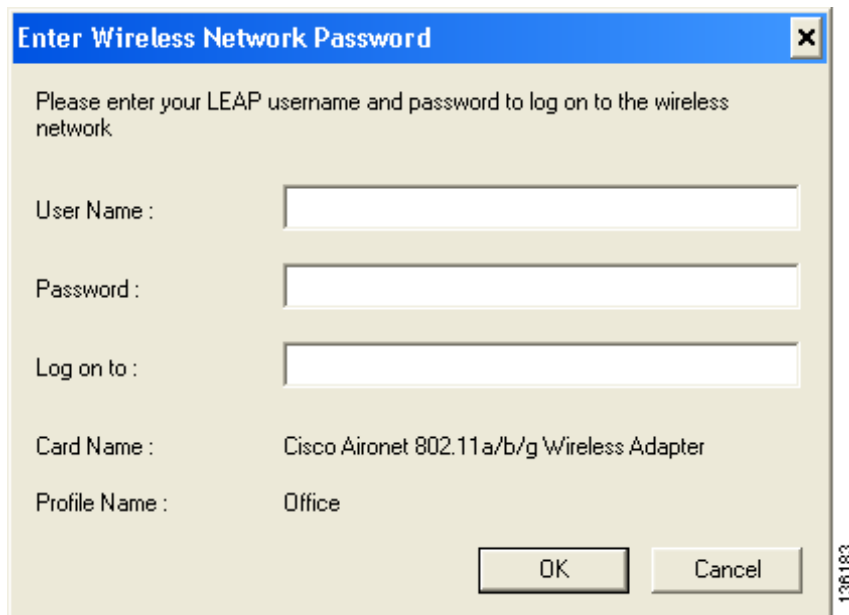 Enter Wireless Network Password
Please enter your LEAP username and password to log on to the wireless
network
User Name :
Password :
Log on to :
Card Name : Cisco Aironet 802.11a/b/g Wireless Adapter
Profile Name : Office
OK Cancel
136183